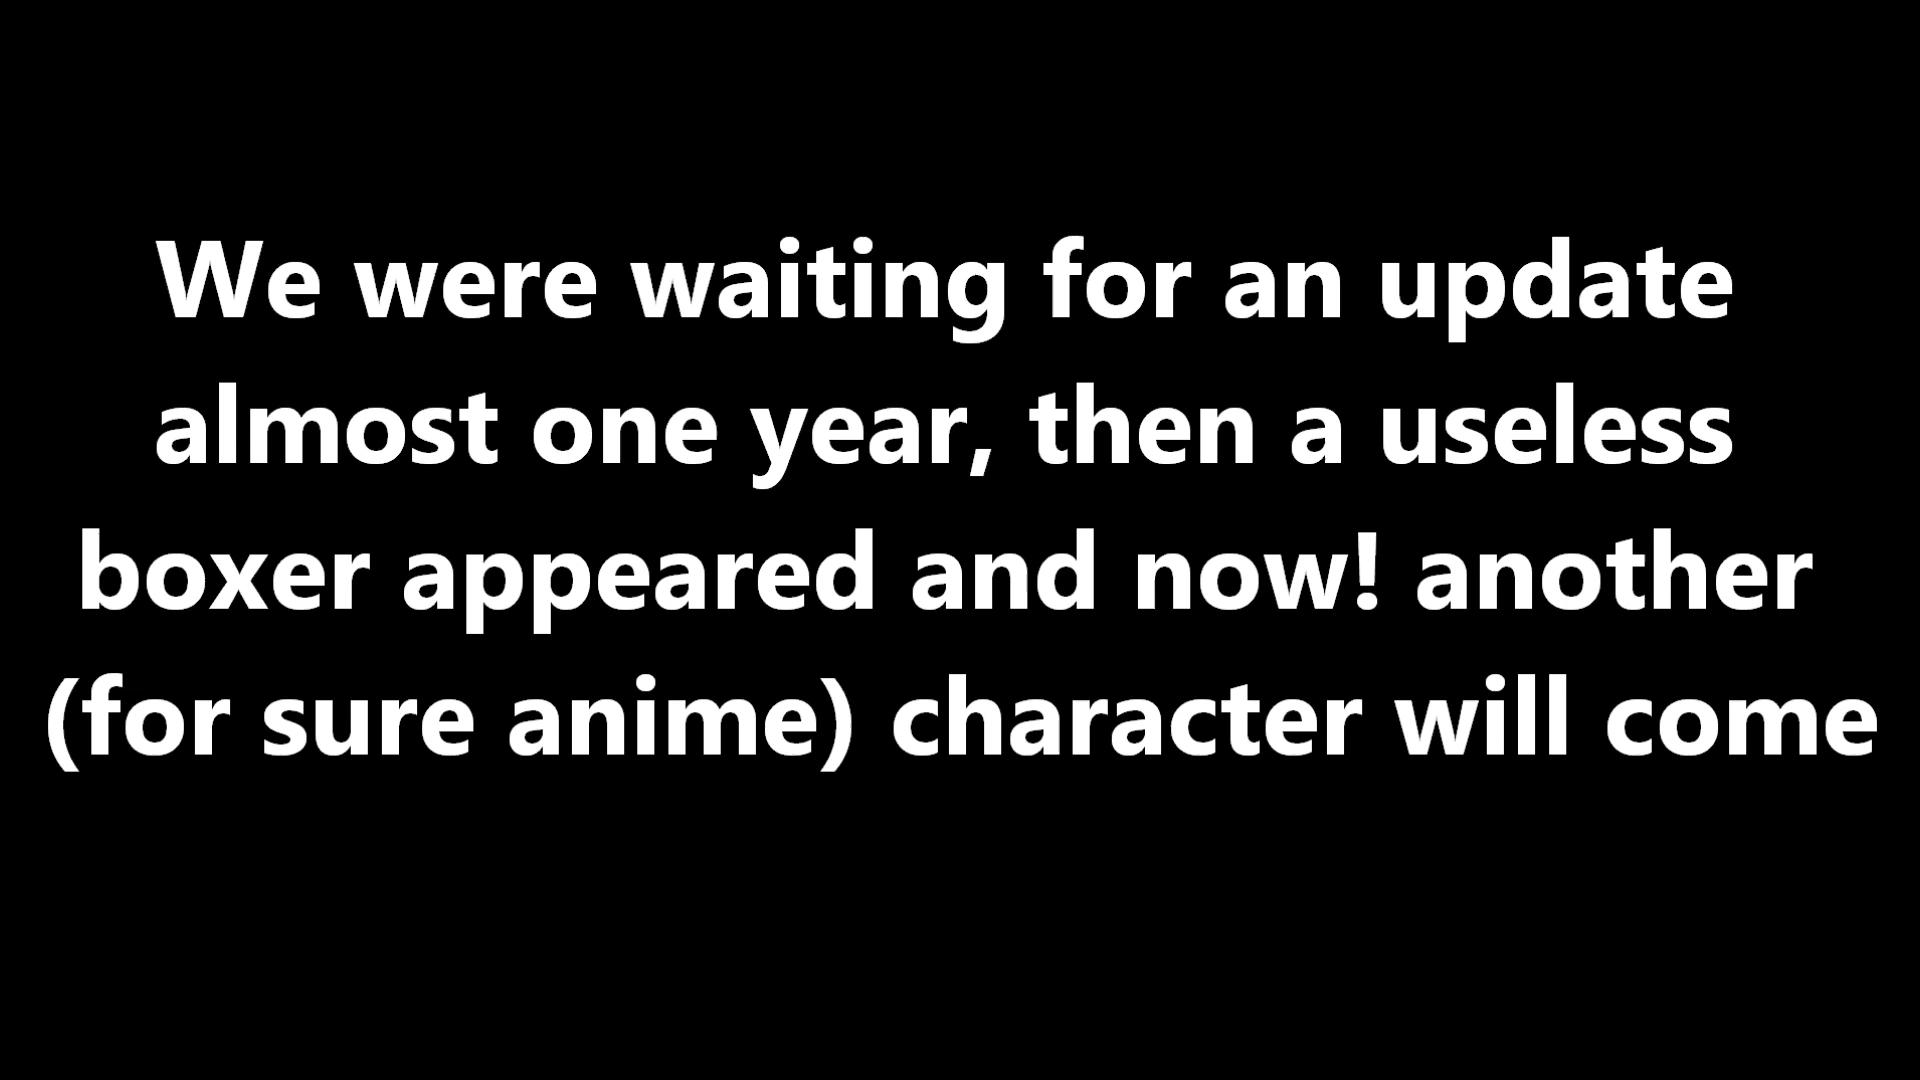 We were waiting for an update
almost one year, then a useless
boxer appeared and now! another
(for sure anime) character will come